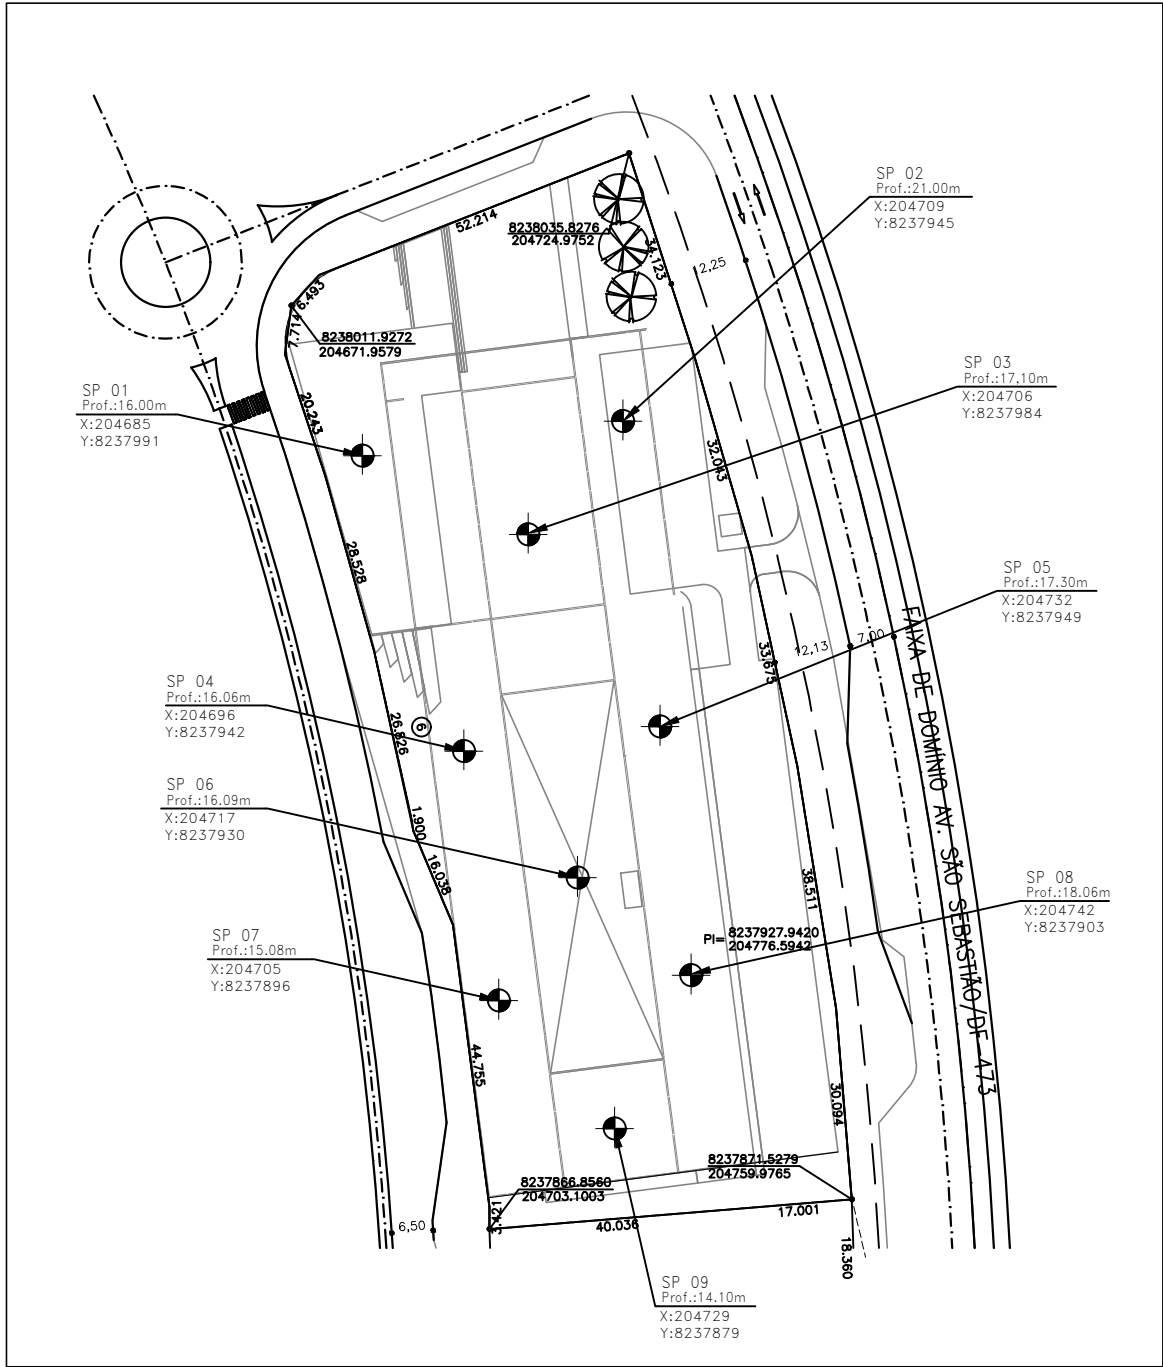 SP 02
Prof.:21.00m
X:204709
Y:8237945
52.214
8238035.8276
204724.9752
34.123
12,25
6.493
7.714
8238011.9272
204671.9579
SP 03
Prof.:17,10m
X:204706
Y:8237984
SP 01
Prof.:16.00m
X:204685
Y:8237991
20.243
32.043
28.528
SP 05
Prof.:17.30m
X:204732
Y:8237949
12,13
7,00
33.675
FAIXA DE DOMÍNIO AV. SÃO SEBASTIÃO/DF-473
SP 04
Prof.:16.06m
X:204696
Y:8237942
26.826
6
SP 06
Prof.:16.09m
X:204717
Y:8237930
1.900
16.038
38.511
SP 08
Prof.:18.06m
X:204742
Y:8237903
PI=
8237927.9420
204776.5942
SP 07
Prof.:15.08m
X:204705
Y:8237896
44.755
30.094
8237871.5279
204759.9765
8237866.8560
204703.1003
3.421
6,50
40.036
17.001
18.360
SP 09
Prof.:14.10m
X:204729
Y:8237879